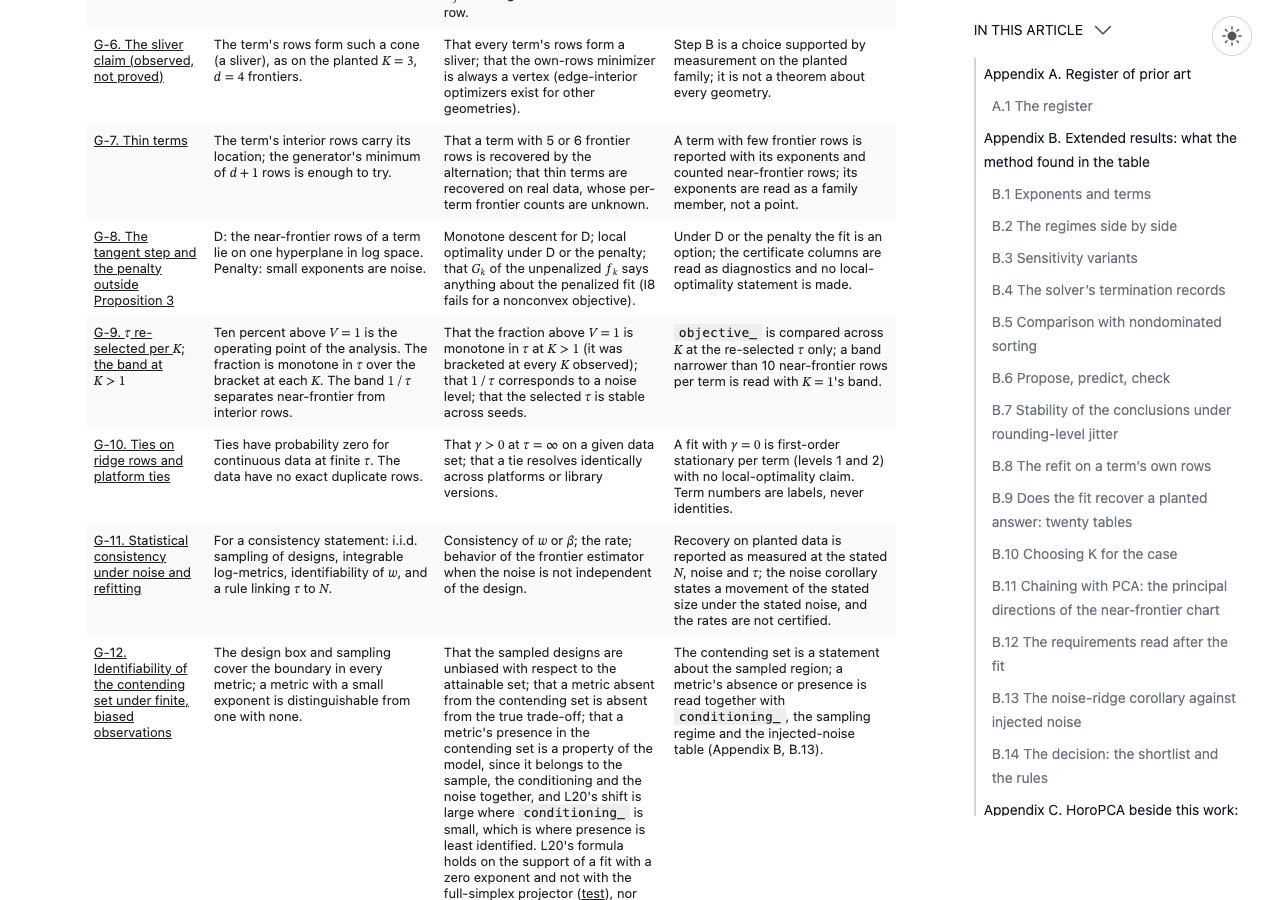 row.
G-6. The sliver
claim (observed,
not proved)
The term's rows form such a cone
(a sliver), as on the planted K = 3,
d = 4 frontiers.
That every term's rows form a
sliver; that the own-rows minimizer
is always a vertex (edge-interior
optimizers exist for other
geometries).
Step B is a choice supported by
measurement on the planted
family; it is not a theorem about
every geometry.
G-7. Thin terms
The term's interior rows carry its
location; the generator's minimum
of d + 1 rows is enough to try.
That a term with 5 or 6 frontier
rows is recovered by the
alternation; that thin terms are
recovered on real data, whose per-
term frontier counts are unknown.
A term with few frontier rows is
reported with its exponents and
counted near-frontier rows; its
exponents are read as a family
member, not a point.
G-8. The
tangent step and
the penalty
outside
Proposition 3
D: the near-frontier rows of a term
lie on one hyperplane in log space.
Penalty: small exponents are noise.
Monotone descent for D; local
optimality under D or the penalty;
that Gₖ of the unpenalized fₖ says
anything about the penalized fit (I8
fails for a nonconvex objective).
Under D or the penalty the fit is an
option; the certificate columns are
read as diagnostics and no local-
optimality statement is made.
G-9. τ re-
selected per K;
the band at
K > 1
Ten percent above V = 1 is the
operating point of the analysis. The
fraction is monotone in τ over the
bracket at each K. The band 1 / τ
separates near-frontier from
interior rows.
That the fraction above V = 1 is
monotone in τ at K > 1 (it was
bracketed at every K observed);
that 1 / τ corresponds to a noise
level; that the selected τ is stable
across seeds.
objective_ is compared across
K at the re-selected τ only; a band
narrower than 10 near-frontier rows
per term is read with K = 1's band.
G-10. Ties on
ridge rows and
platform ties
Ties have probability zero for
continuous data at finite τ. The
data have no exact duplicate rows.
That γ > 0 at τ = ∞ on a given data
set; that a tie resolves identically
across platforms or library
versions.
A fit with γ = 0 is first-order
stationary per term (levels 1 and 2)
with no local-optimality claim.
Term numbers are labels, never
identities.
G-11. Statistical
consistency
under noise and
refitting
For a consistency statement: i.i.d.
sampling of designs, integrable
log-metrics, identifiability of w, and
a rule linking τ to N.
Consistency of w or β; the rate;
behavior of the frontier estimator
when the noise is not independent
of the design.
Recovery on planted data is
reported as measured at the stated
N, noise and τ; the noise corollary
states a movement of the stated
size under the stated noise, and
the rates are not certified.
G-12.
Identifiability of
the contending
set under finite,
biased
observations
The design box and sampling
cover the boundary in every
metric; a metric with a small
exponent is distinguishable from
one with none.
That the sampled designs are
unbiased with respect to the
attainable set; that a metric absent
from the contending set is absent
from the true trade-off; that a
metric's presence in the
contending set is a property of the
model, since it belongs to the
sample, the conditioning and the
noise together, and L20's shift is
large where conditioning_ is
small, which is where presence is
least identified. L20's formula
holds on the support of a fit with a
zero exponent and not with the
full-simplex projector (test), nor
The contending set is a statement
about the sampled region; a
metric's absence or presence is
read together with
conditioning_, the sampling
regime and the injected-noise
table (Appendix B, B.13).
IN THIS ARTICLE
Appendix A. Register of prior art
A.1 The register
Appendix B. Extended results: what the
method found in the table
B.1 Exponents and terms
B.2 The regimes side by side
B.3 Sensitivity variants
B.4 The solver's termination records
B.5 Comparison with nondominated
sorting
B.6 Propose, predict, check
B.7 Stability of the conclusions under
rounding-level jitter
B.8 The refit on a term's own rows
B.9 Does the fit recover a planted
answer: twenty tables
B.10 Choosing K for the case
B.11 Chaining with PCA: the principal
directions of the near-frontier chart
B.12 The requirements read after the
fit
B.13 The noise-ridge corollary against
injected noise
B.14 The decision: the shortlist and
the rules
Appendix C. HoroPCA beside this work: